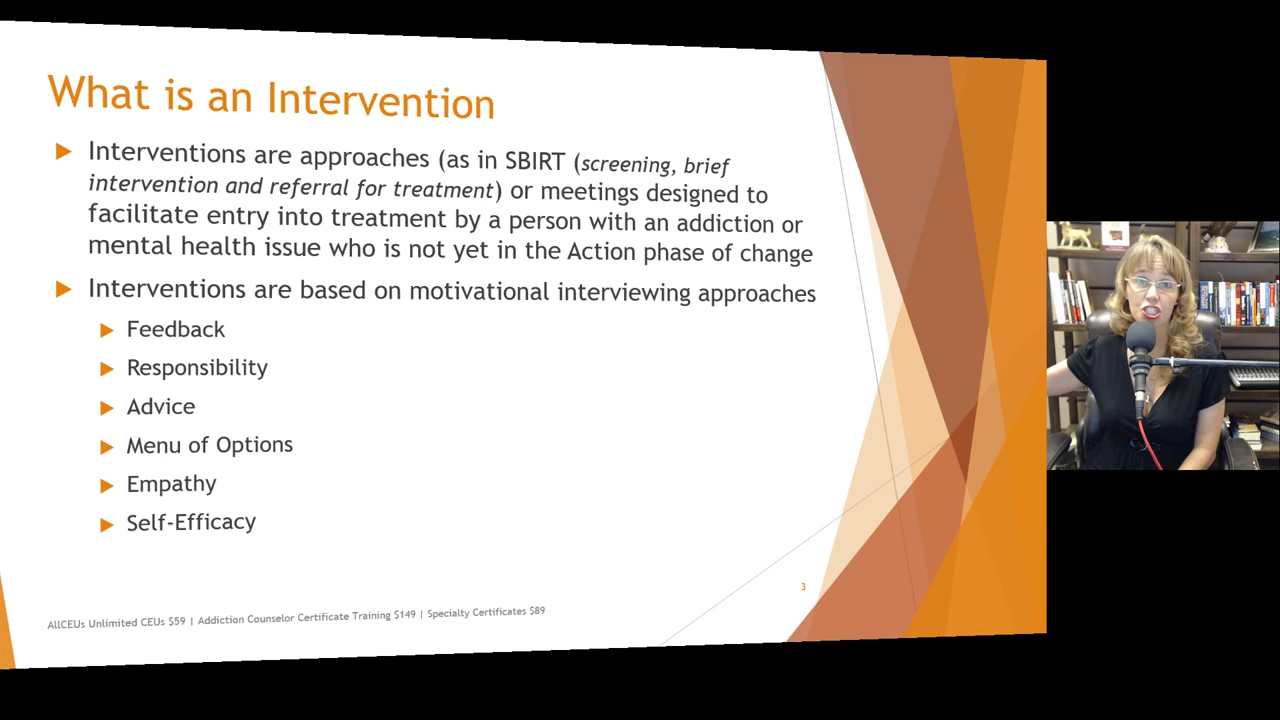 What is an Intervention
Interventions are approaches (as in SBIRT (screening, brief
intervention and referral for treatment) or meetings designed to
facilitate entry into treatment by a person with an addiction or
mental health issue who is not yet in the Action phase of change
Interventions are based on motivational interviewing approaches
Feedback
Responsibility
Advice
Menu of Options
Empathy
Self-Efficacy
3
AllCEUs Unlimited CEUs $59 | Addiction Counselor Certificate Training $149 | Specialty Certificates $89